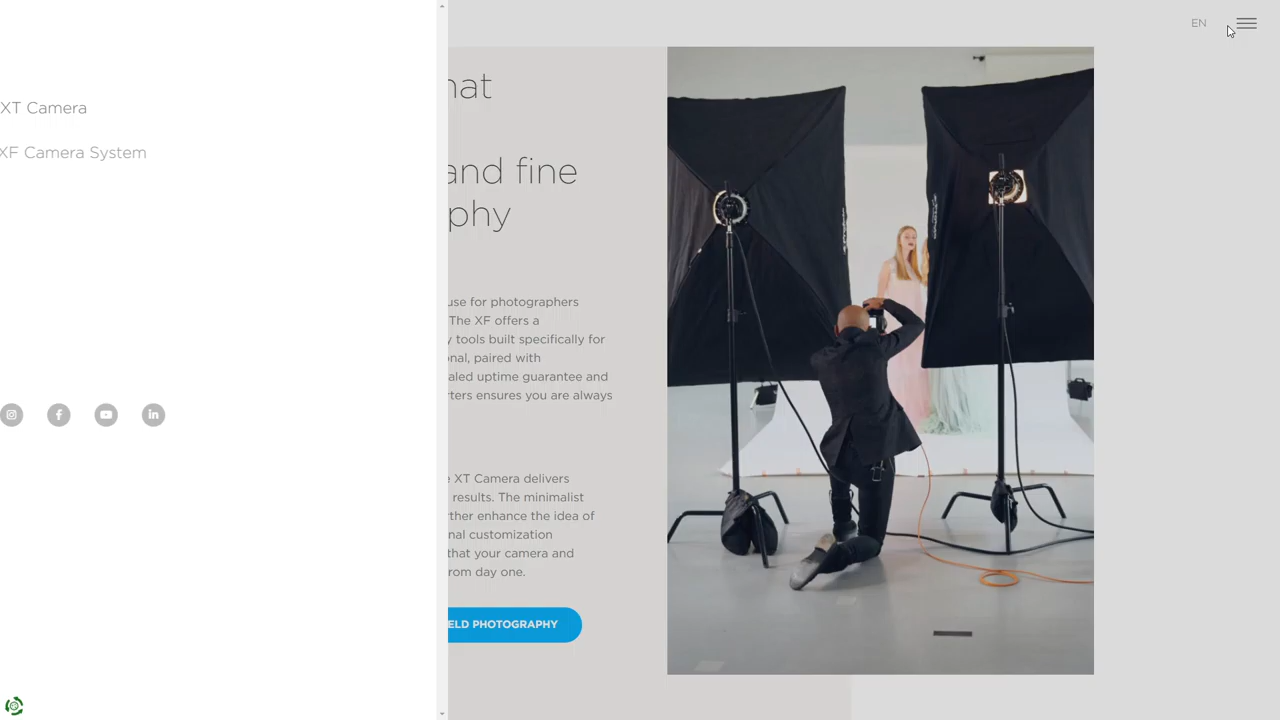 EN
XT Camera
XF Camera System
hat
and fine
phy
use for photographers
The XF offers a
y tools built specifically for
nal, paired with
aled uptime guarantee and
rters ensures you are always
e XT Camera delivers
results. The minimalist
ther enhance the idea of
nal customization
that your camera and
rom day one.
ELD PHOTOGRAPHY